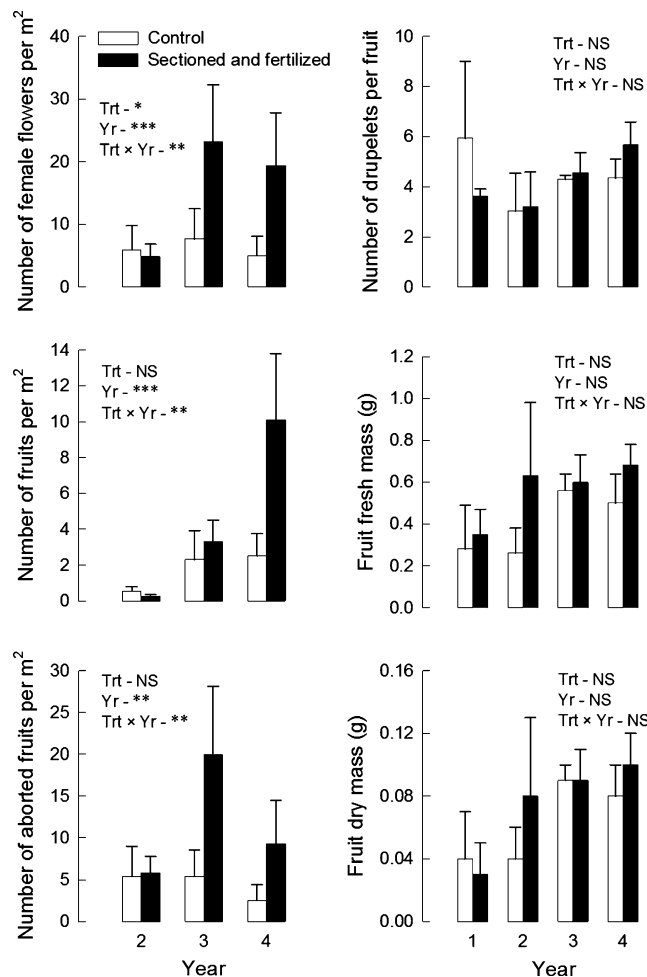 Control
Sectioned and fertilized
Number of female flowers per m²
40
30
20
10
0
Trt - *
Yr - ***
Trt × Yr - **
Number of drupelets per fruit
10
8
6
4
2
0
Trt - NS
Yr - NS
Trt × Yr - NS
Number of fruits per m²
14
12
10
8
6
4
2
0
Trt - NS
Yr - ***
Trt × Yr - **
Fruit fresh mass (g)
1.2
1.0
0.8
0.6
0.4
0.2
0.0
Trt - NS
Yr - NS
Trt × Yr - NS
Number of aborted fruits per m²
30
25
20
15
10
5
0
Trt - NS
Yr - **
Trt × Yr - **
2 3 4
Year
Fruit dry mass (g)
0.16
0.12
0.08
0.04
0.00
Trt - NS
Yr - NS
Trt × Yr - NS
1 2 3 4
Year